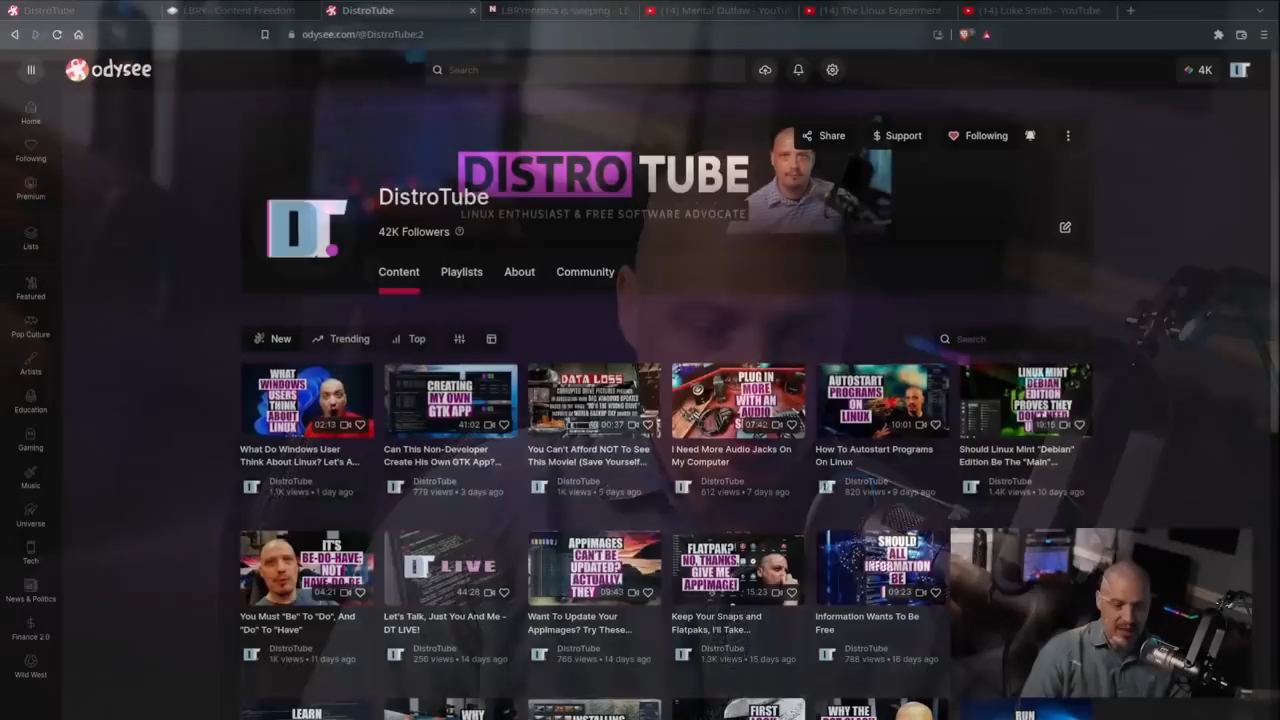 DistroTube
LBRY - Content Freedom
DistroTube
LBRYnomics is sleeping - LB
(14) Mental Outlaw - YouTu
(14) The Linux Experiment
(14) Luke Smith - YouTube
odysee.com/@DistroTube:2
odysee
Search
4K
DT
Home
Following
Premium
Lists
Featured
Pop Culture
Artists
Education
Gaming
Music
Universe
Tech
News & Politics
Finance 2.0
Wild West
Share
Support
Following
DISTRO TUBE
LINUX ENTHUSIAST & FREE SOFTWARE ADVOCATE
DT.
DistroTube
42K Followers
Content
Playlists
About
Community
New
Trending
Top
Search
WHAT
WINDOWS
USERS
THINK
ABOUT
LINUX
02:13
CREATING
MY OWN
GTK APP
41:02
DATA LOSS
00:37
PLUG IN
MORE
WITH AN
AUDIO
07:42
AUTOSTART
PROGRAMS
ON
LINUX
10:01
LINUX MINT
DEBIAN
EDITION
PROVES
THEY
19:15
What Do Windows User
Think About Linux? Let's A...
DistroTube
1.1K views • 1 day ago
Can This Non-Developer
Create His Own GTK App?...
DistroTube
779 views • 3 days ago
You Can't Afford NOT To See
This Movie! (Save Yourself...
DistroTube
1K views • 5 days ago
I Need More Audio Jacks On
My Computer
DistroTube
612 views • 7 days ago
How To Autostart Programs
On Linux
DistroTube
820 views • 9 days ago
Should Linux Mint "Debian"
Edition Be The "Main"...
DistroTube
1.4K views • 10 days ago
IT'S
BE-DO-HAVE;
NOT
HAVE-DO-BE
04:21
DT LIVE
44:28
APPIMAGES
CAN'T BE
UPDATED?
ACTUALLY
THEY
09:43
FLATPAK?
NO, THANKS
GIVE ME
APPIMAGE!
15:23
SHOULD
ALL
INFORMATION
BE
09:23
You Must "Be" To "Do", And
"Do" To "Have"
DistroTube
1K views • 11 days ago
Let's Talk, Just You And Me -
DT LIVE!
DistroTube
256 views • 14 days ago
Want To Update Your
AppImages? Try These...
DistroTube
766 views • 14 days ago
Keep Your Snaps and
Flatpaks, I'll Take...
DistroTube
1.3K views • 15 days ago
Information Wants To Be
Free
DistroTube
788 views • 16 days ago
LEARN
WHY
INSTALLING
FIRST
WHY THE
RUN